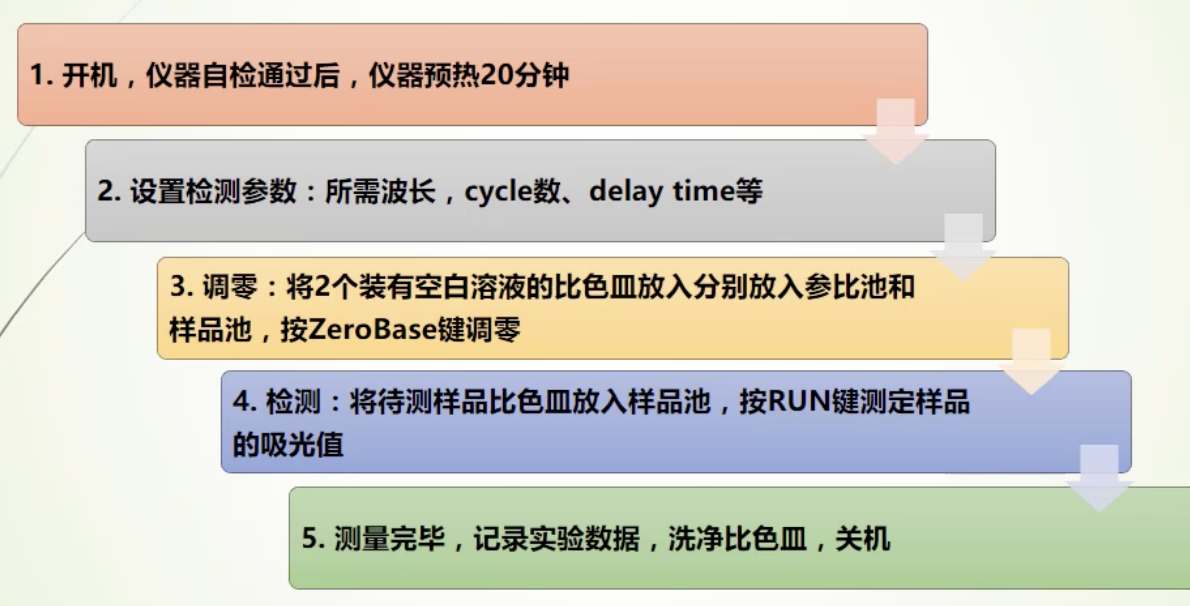 1. 开机，仪器自检通过后，仪器预热20分钟
2. 设置检测参数：所需波长，cycle数、delay time等
3. 调零：将2个装有空白溶液的比色皿放入分别放入参比池和
样品池，按ZeroBase键调零
4. 检测：将待测样品比色皿放入样品池，按RUN键测定样品
的吸光值
5. 测量完毕，记录实验数据，洗净比色皿，关机